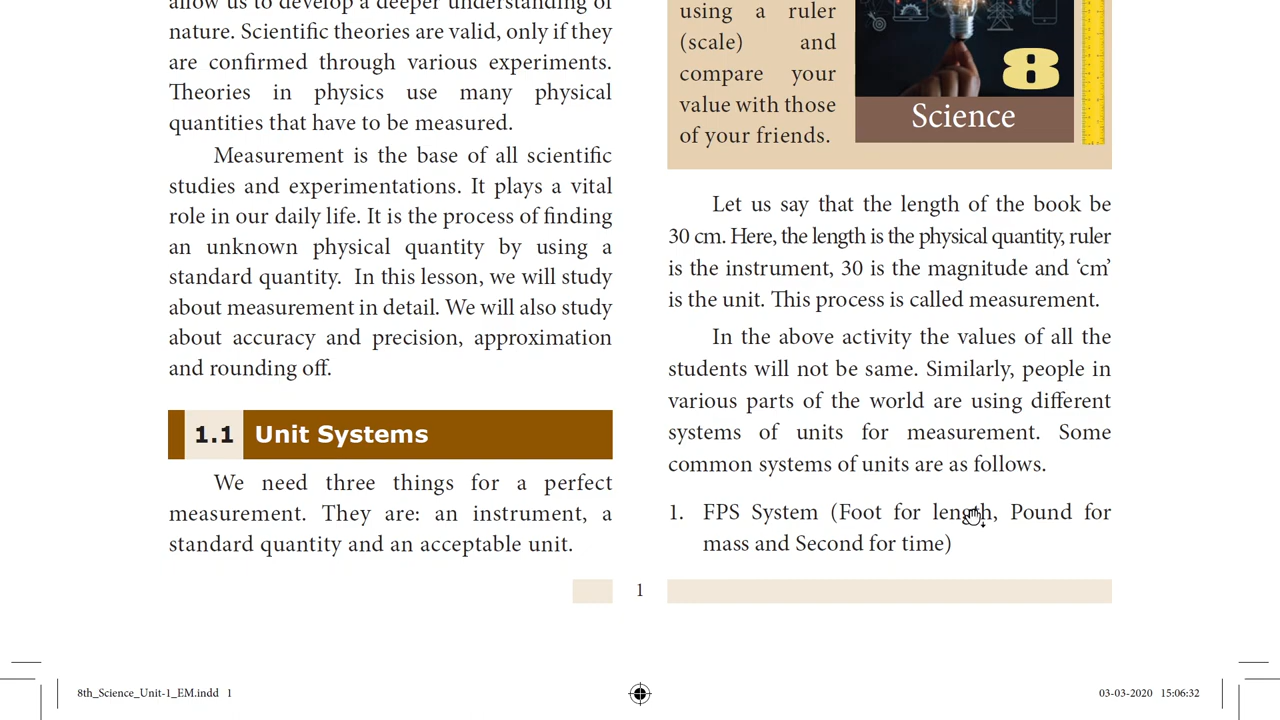 allow us to develop a deeper understanding of
nature. Scientific theories are valid, only if they
are confirmed through various experiments.
Theories in physics use many physical
quantities that have to be measured.
Measurement is the base of all scientific
studies and experimentations. It plays a vital
role in our daily life. It is the process of finding
an unknown physical quantity by using a
standard quantity. In this lesson, we will study
about measurement in detail. We will also study
about accuracy and precision, approximation
and rounding off.
1.1 Unit Systems
We need three things for a perfect
measurement. They are: an instrument, a
standard quantity and an acceptable unit.
using a ruler
(scale) and
compare your
value with those
of your friends.
8
Science
Let us say that the length of the book be
30 cm. Here, the length is the physical quantity, ruler
is the instrument, 30 is the magnitude and ‘cm’
is the unit. This process is called measurement.
In the above activity the values of all the
students will not be same. Similarly, people in
various parts of the world are using different
systems of units for measurement. Some
common systems of units are as follows.
1. FPS System (Foot for length, Pound for
mass and Second for time)
1
8th_Science_Unit-1_EM.indd 1
03-03-2020 15:06:32